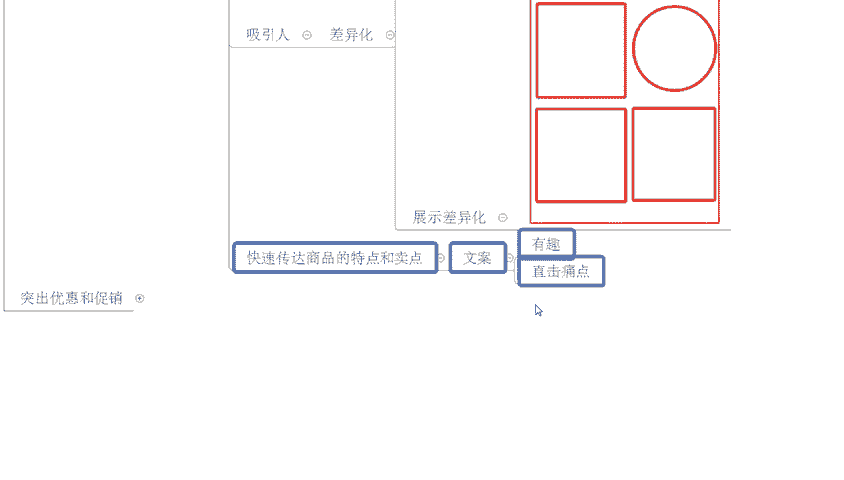 吸引人
差异化
展示差异化
快速传达商品的特点和卖点
文案
有趣
直击痛点
突出优惠和促销